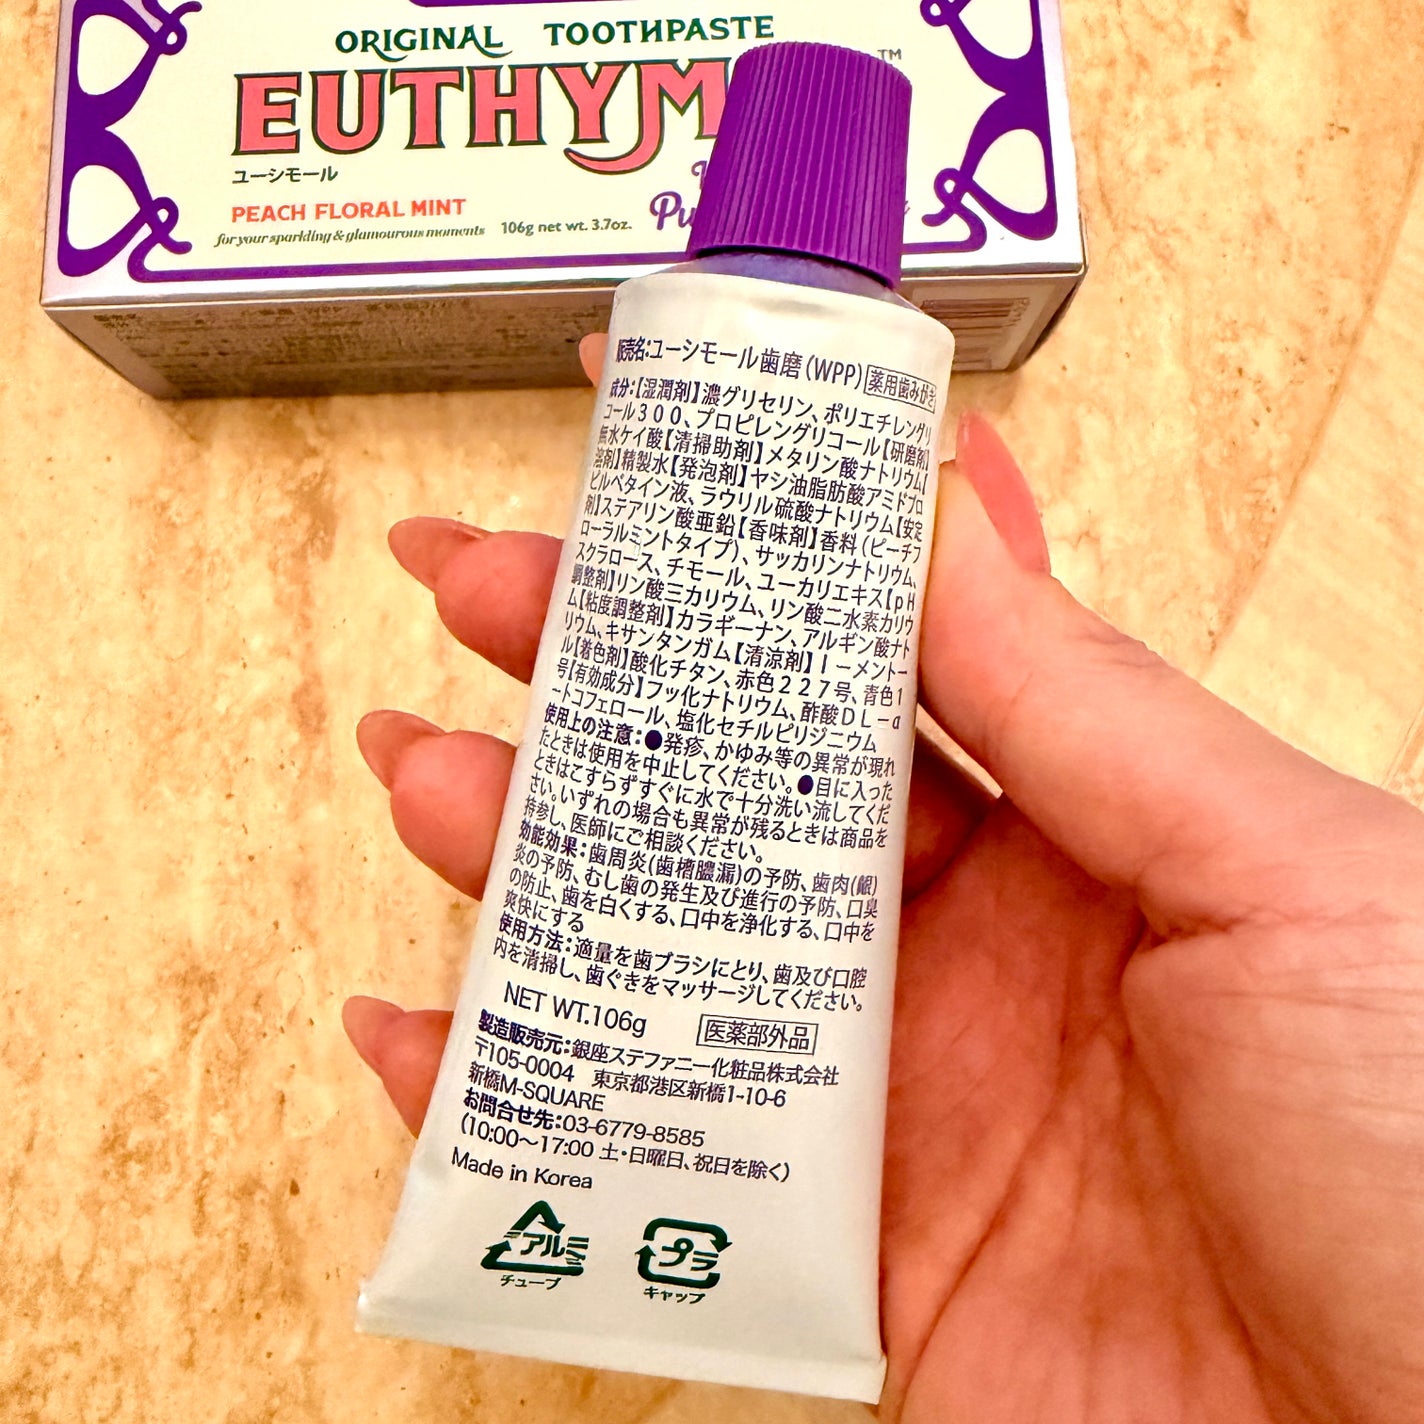 ORIGINAL TOOTHPASTE
EUTHYM
TM
ユーシモール
PEACH FLORAL MINT
for your sparkling & glamourous moments 106g net wt. 3.7oz.
Pu
販売名:ユーシモール歯磨(WPP) 薬用歯みがき
成分:【湿潤剤】濃グリセリン、ポリエチレングリ
コール300、プロピレングリコール【研磨剤】
無水ケイ酸【清掃助剤】メタリン酸ナトリウム【
溶剤】精製水【発泡剤】ヤシ油脂肪酸アミドプロ
ピルベタイン液、ラウリル硫酸ナトリウム【安定
剤】ステアリン酸亜鉛【香味剤】香料(ピーチフ
ローラルミントタイプ)、サッカリンナトリウム、
スクラロース、チモール、ユーカリエキス【pH
調整剤】リン酸三カリウム、リン酸二水素カリウ
ム【粘度調整剤】カラギーナン、アルギン酸ナト
リウム、キサンタンガム【清涼剤】l-メントー
ル【着色剤】酸化チタン、赤色227号、青色1
号【有効成分】フッ化ナトリウム、酢酸DL-α
ートコフェロール、塩化セチルピリジニウム
使用上の注意:●発疹、かゆみ等の異常が現れ
たときは使用を中止してください。●目に入った
ときはこすらずすぐに水で十分洗い流してくだ
さい。いずれの場合も異常が残るときは商品を
持参し、医師にご相談ください。
効能効果:歯周炎(歯槽膿漏)の予防、歯肉(齦)
炎の予防、むし歯の発生及び進行の予防、口臭
の防止、歯を白くする、口中を浄化する、口中を
爽快にする
使用方法:適量を歯ブラシにとり、歯及び口腔
内を清掃し、歯ぐきをマッサージしてください。
NET WT.106g 医薬部外品
製造販売元:銀座ステファニー化粧品株式会社
〒105-0004 東京都港区新橋1-10-6
新橋M-SQUARE
お問合せ先:03-6779-8585
(10:00~17:00 土・日曜日、祝日を除く)
Made in Korea
アルミ プラ
チューブ キャップ